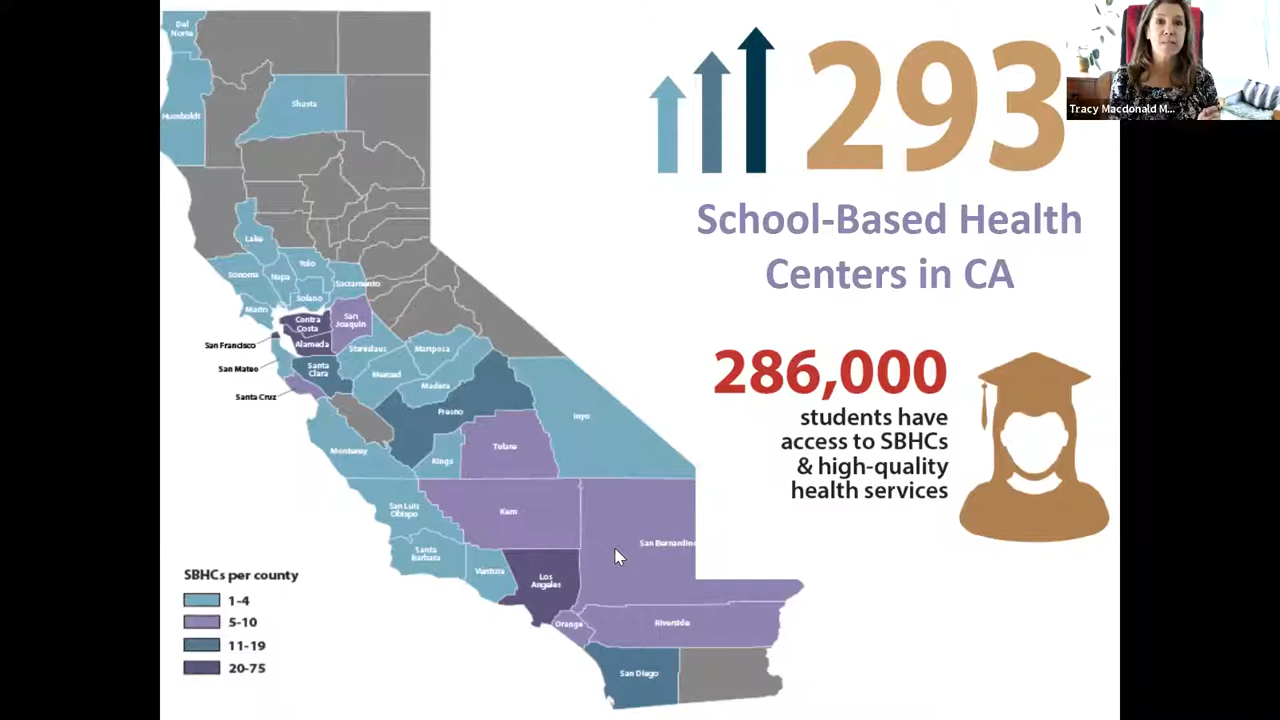 Del
Norte
Humboldt
Shasta
Lake
Sonoma
Napa
Yolo
Sacramento
Solano
Marin
Contra
Costa
San
Joaquin
San Francisco
Alameda
Stanislaus
Mariposa
San Mateo
Santa
Clara
Merced
Madera
Santa Cruz
Fresno
Inyo
Monterey
Kings
Tulare
San Luis
Obispo
Kern
San Bernardino
Santa
Barbara
Ventura
Los
Angeles
Orange
Riverside
San Diego
SBHCs per county
1-4
5-10
11-19
20-75
293
School-Based Health
Centers in CA
286,000
students have
access to SBHCs
& high-quality
health services
Tracy Macdonald M...